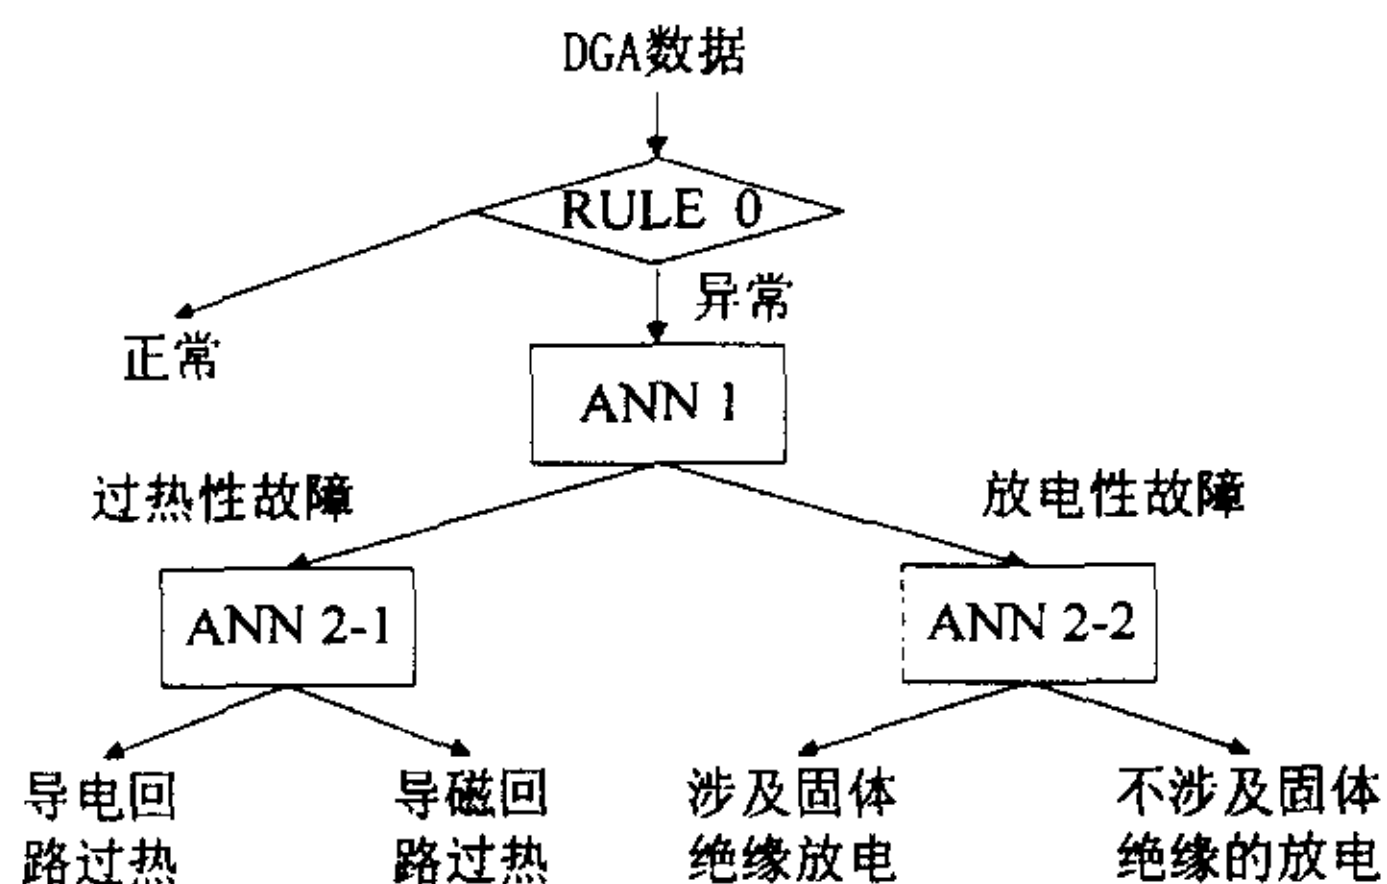 DGA数据
RULE 0
异常
正常
ANN 1
过热性故障
放电性故障
ANN 2-1
ANN 2-2
导电回
路过热
导磁回
路过热
涉及固体
绝缘放电
不涉及固体
绝缘的放电